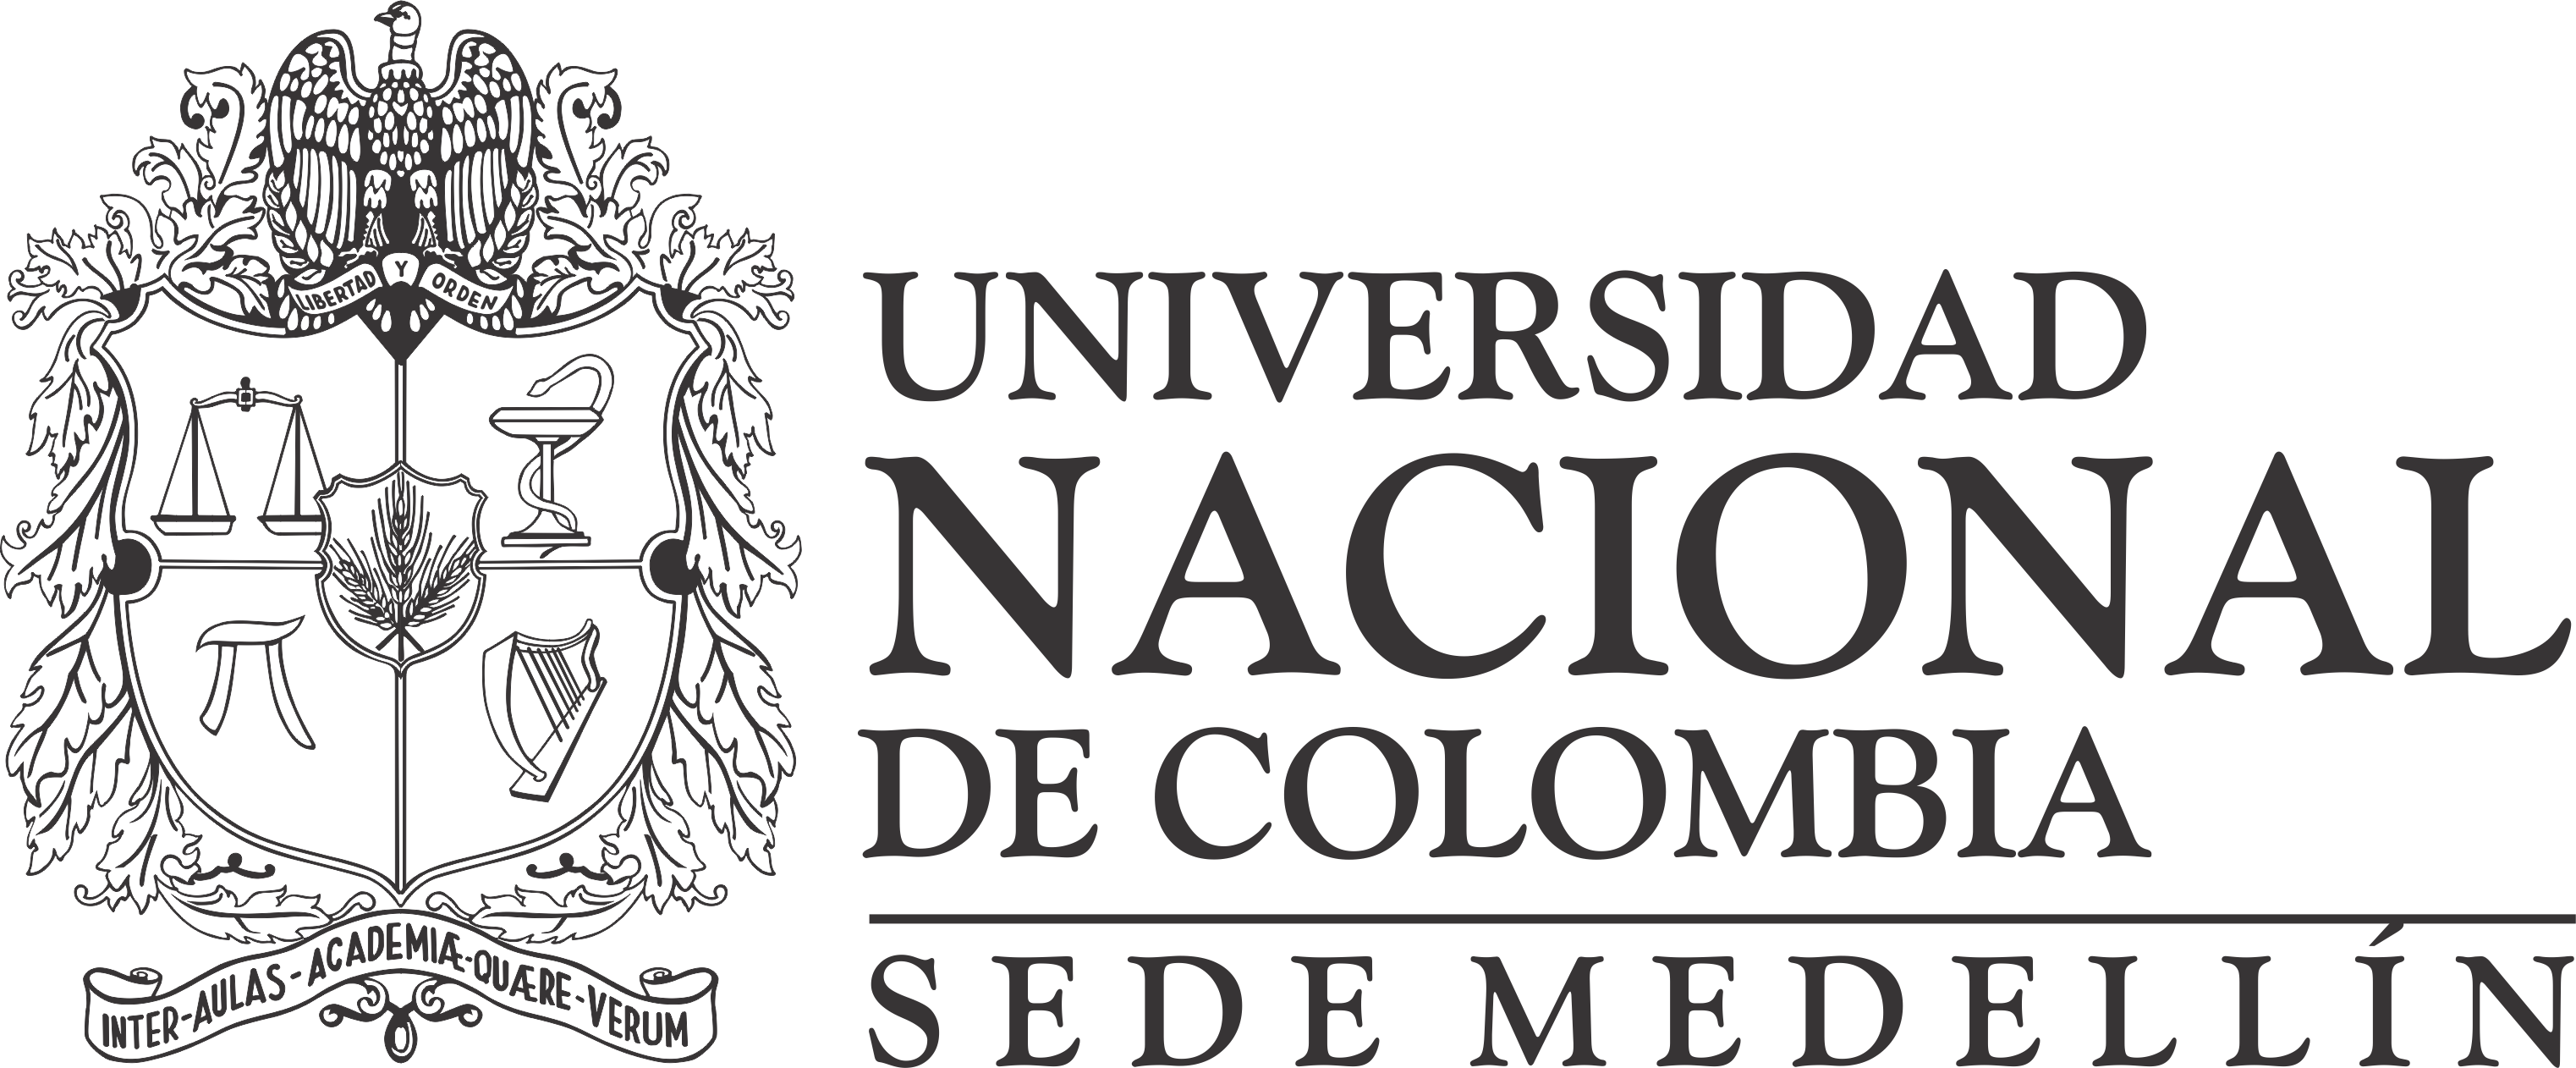 LIBERTAD Y ORDEN
INTER-AULAS-ACADEMIÆ-QUÆRE-VERUM
UNIVERSIDAD
NACIONAL
DE COLOMBIA
SEDE MEDELLÍN